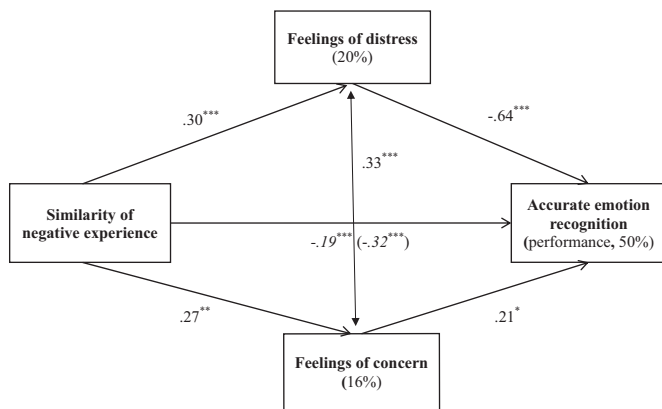 Feelings of distress
(20%)
.30***
-.64***
.33***
Similarity of
negative experience
Accurate emotion
recognition
(performance, 50%)
-.19*** (-.32***)
.27**
.21*
Feelings of concern
(16%)